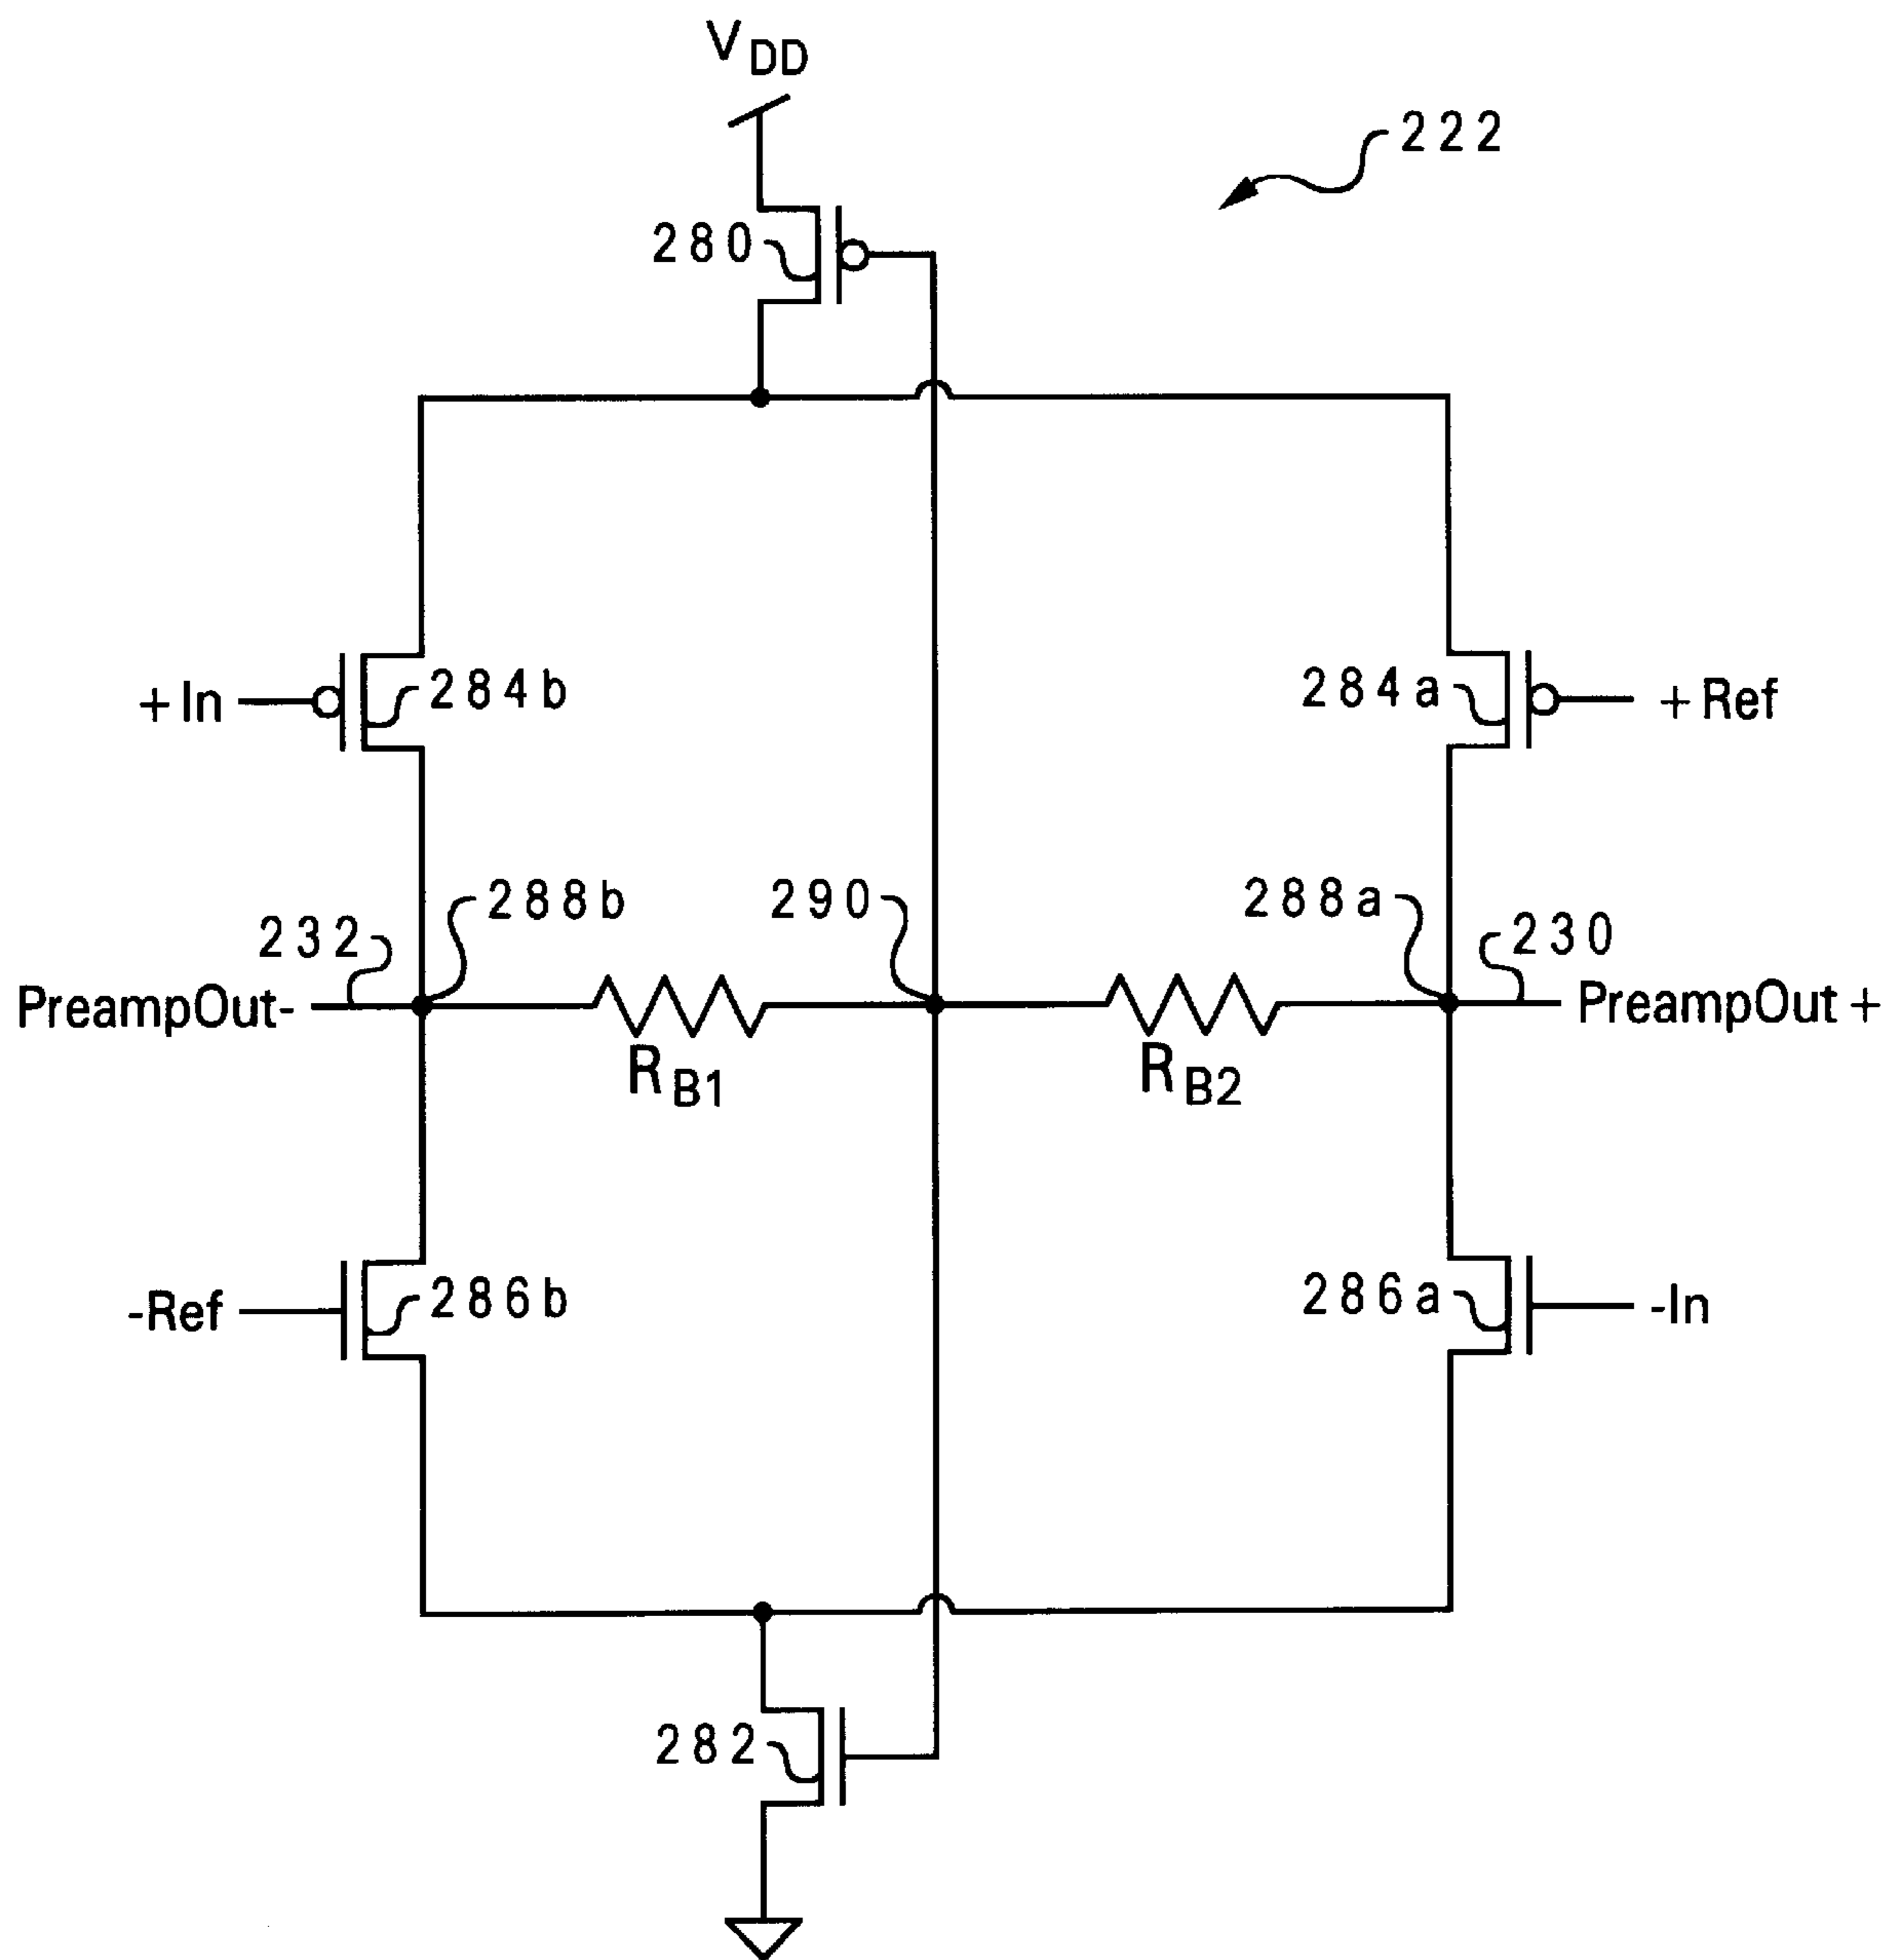 VDD
222
280
+In
284b
284a
+Ref
288b
290
288a
232
230
PreampOut-
PreampOut +
RB1
RB2
-Ref
286b
286a
-In
282